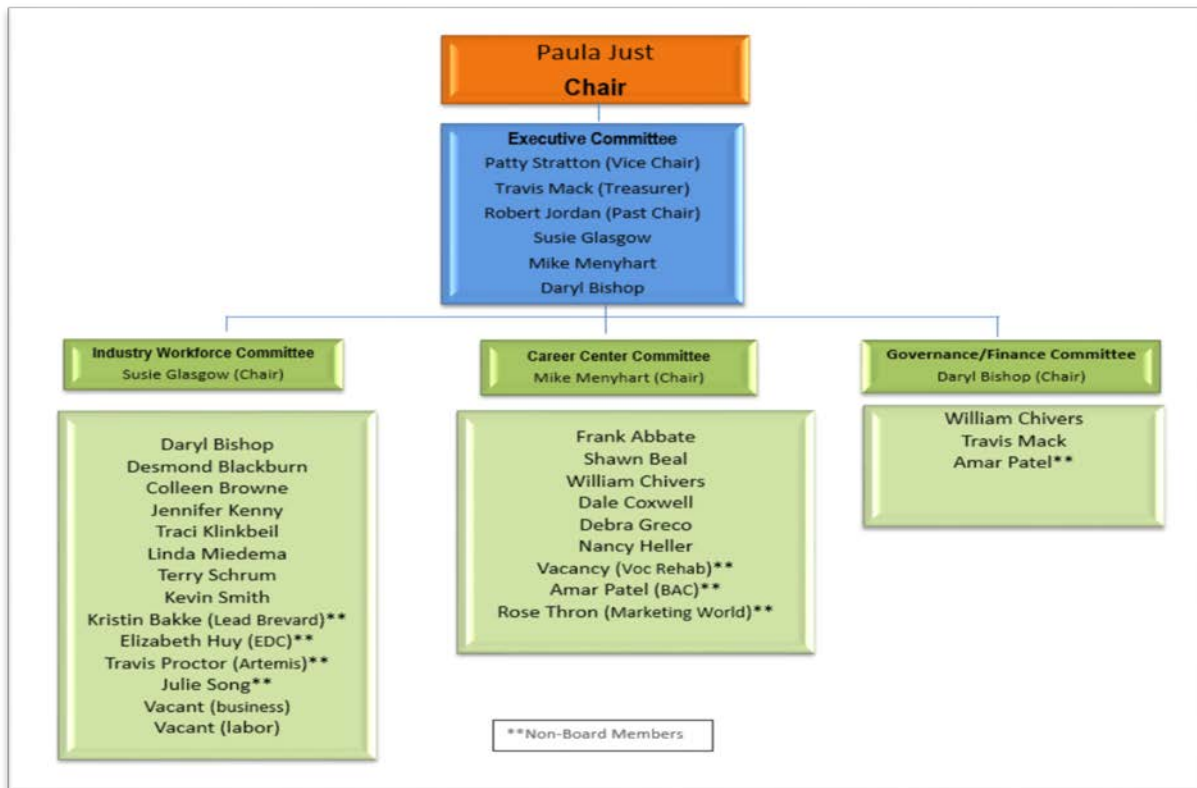 Paula Just
Chair
Executive Committee
Patty Stratton (Vice Chair)
Travis Mack (Treasurer)
Robert Jordan (Past Chair)
Susie Glasgow
Mike Menyhart
Daryl Bishop
Industry Workforce Committee
Susie Glasgow (Chair)
Daryl Bishop
Desmond Blackburn
Colleen Browne
Jennifer Kenny
Traci Klinkbeil
Linda Miedema
Terry Schrum
Kevin Smith
Kristin Bakke (Lead Brevard)**
Elizabeth Huy (EDC)**
Travis Proctor (Artemis)**
Julie Song**
Vacant (business)
Vacant (labor)
Career Center Committee
Mike Menyhart (Chair)
Frank Abbate
Shawn Beal
William Chivers
Dale Coxwell
Debra Greco
Nancy Heller
Vacancy (Voc Rehab)**
Amar Patel (BAC)**
Rose Thron (Marketing World)**
Governance/Finance Committee
Daryl Bishop (Chair)
William Chivers
Travis Mack
Amar Patel**
**Non-Board Members